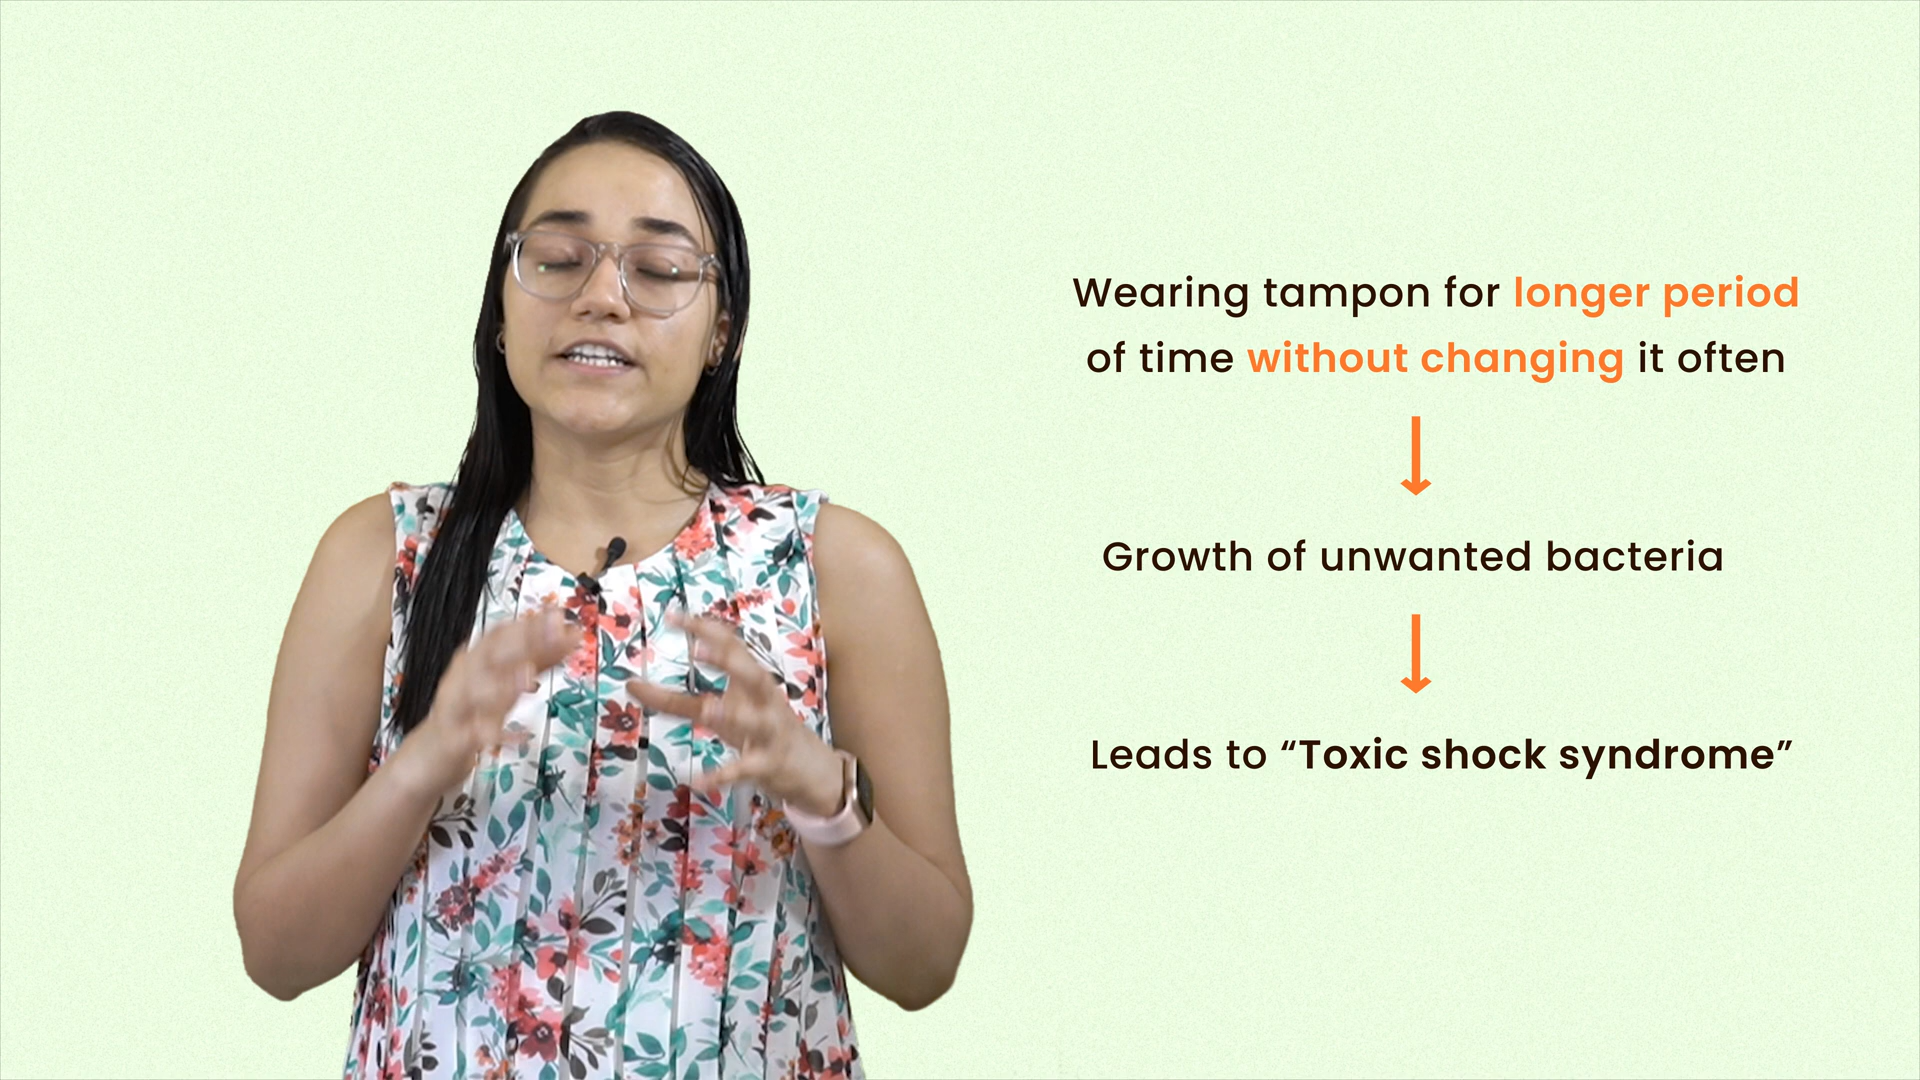 Wearing tampon for longer period
of time without changing it often
Growth of unwanted bacteria
Leads to “Toxic shock syndrome”